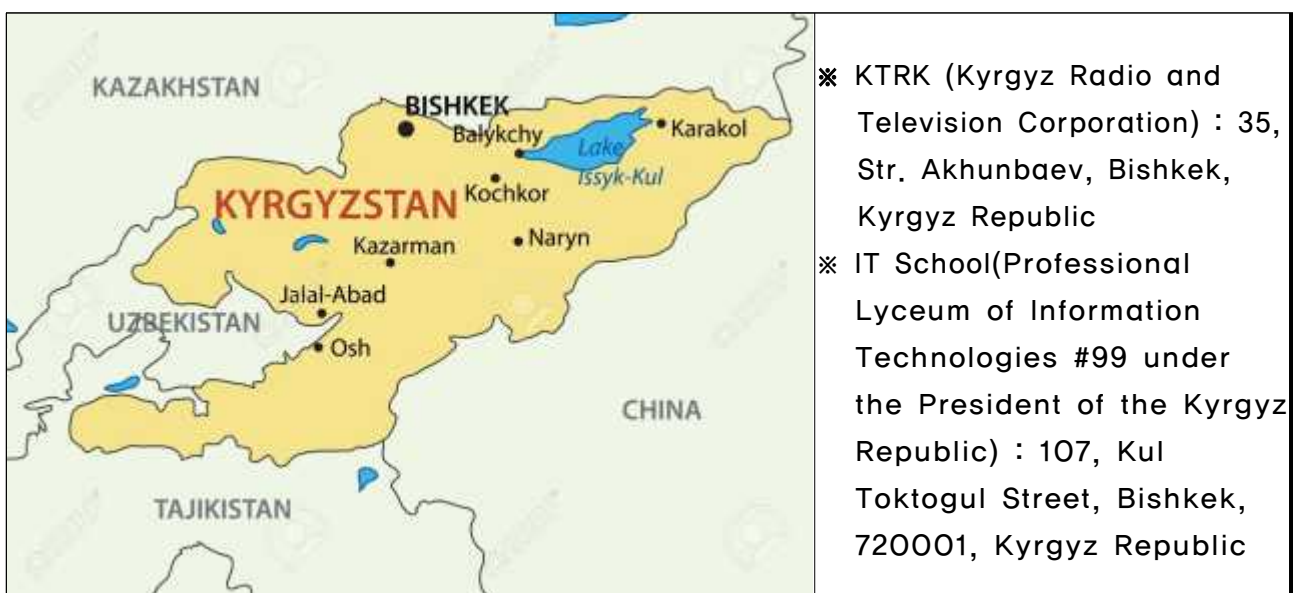 KAZAKHSTAN
BISHKEK
Balykchy
Karakol
Lake
Issyk-Kul
KYRGYZSTAN
Kochkor
Kazarman
Naryn
Jalal-Abad
UZBEKISTAN
Osh
CHINA
TAJIKISTAN
※ KTRK (Kyrgyz Radio and
Television Corporation) : 35,
Str. Akhunbaev, Bishkek,
Kyrgyz Republic
※ IT School(Professional
Lyceum of Information
Technologies #99 under
the President of the Kyrgyz
Republic) : 107, Kul
Toktogul Street, Bishkek,
720001, Kyrgyz Republic